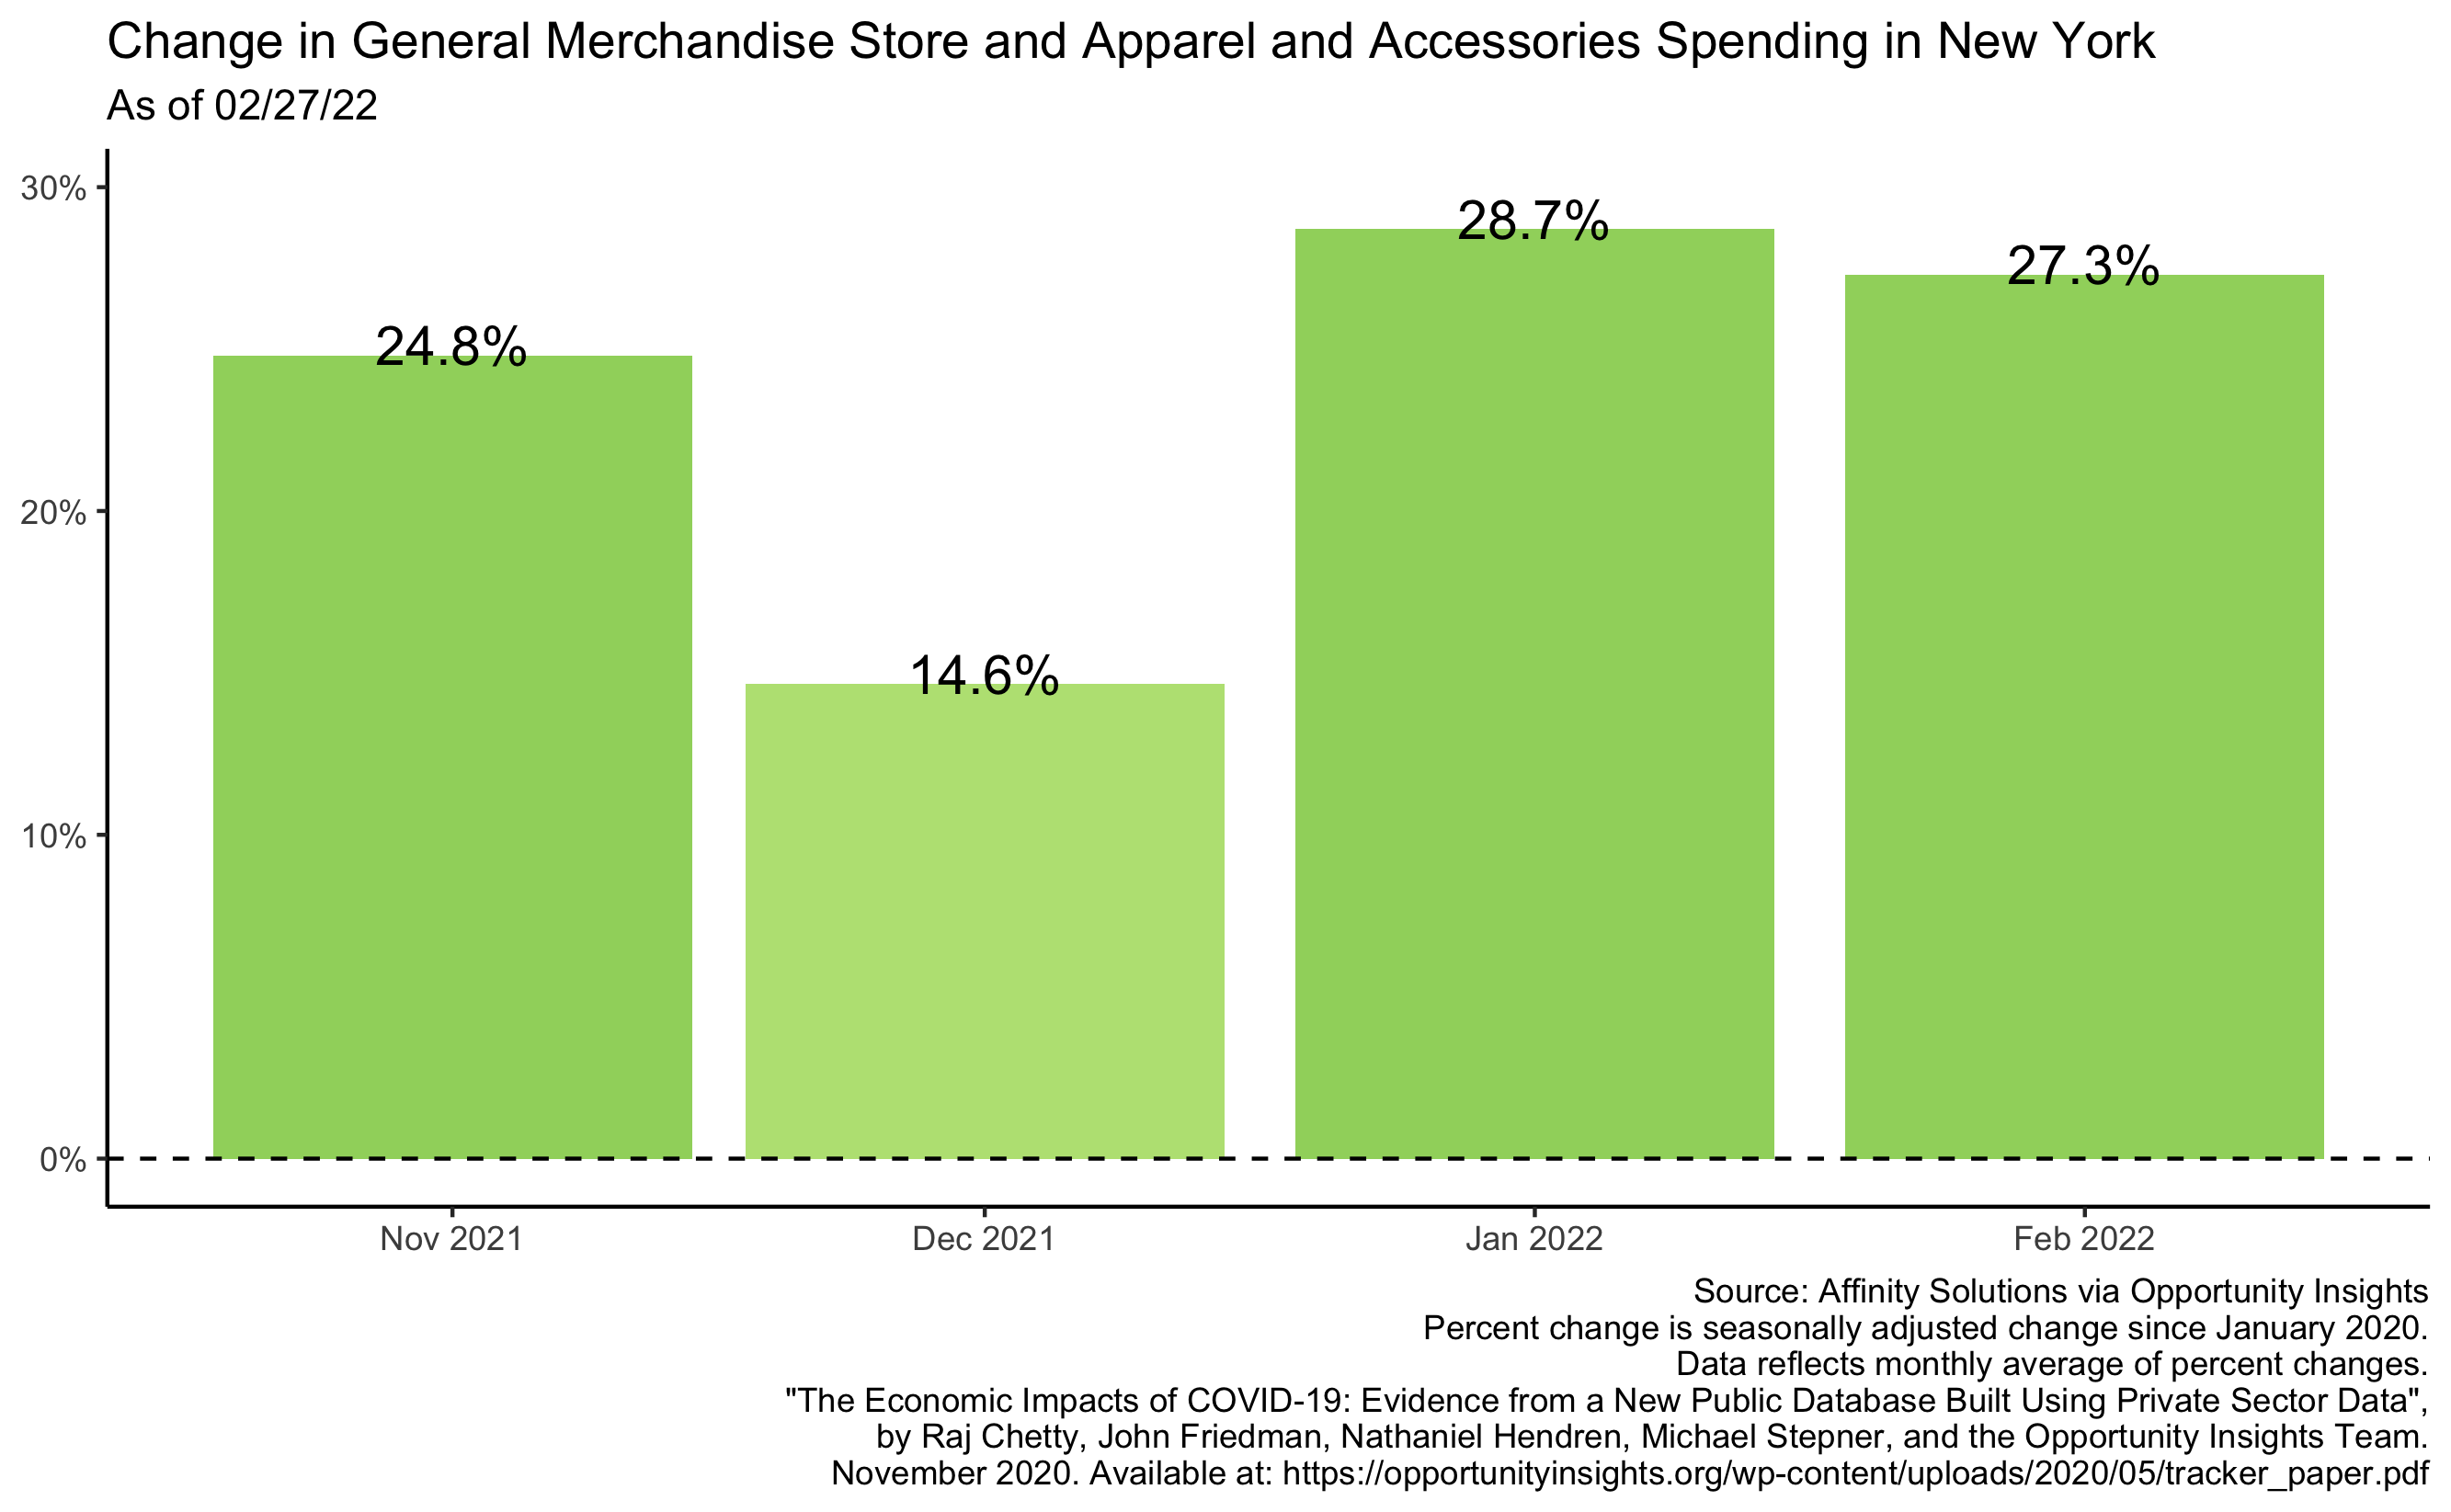 Change in General Merchandise Store and Apparel and Accessories Spending in New York
As of 02/27/22
30%
20%
10%
0%
24.8%
14.6%
28.7%
27.3%
Nov 2021
Dec 2021
Jan 2022
Feb 2022
Source: Affinity Solutions via Opportunity Insights
Percent change is seasonally adjusted change since January 2020.
Data reflects monthly average of percent changes.
"The Economic Impacts of COVID-19: Evidence from a New Public Database Built Using Private Sector Data",
by Raj Chetty, John Friedman, Nathaniel Hendren, Michael Stepner, and the Opportunity Insights Team.
November 2020. Available at: https://opportunityinsights.org/wp-content/uploads/2020/05/tracker_paper.pdf